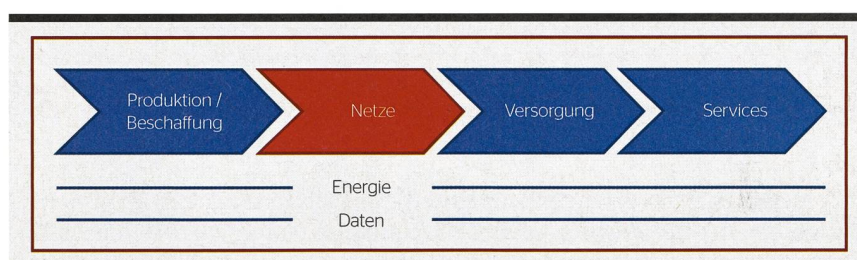 Produktion /
Beschaffung
Netze
Versorgung
Services
Energie
Daten